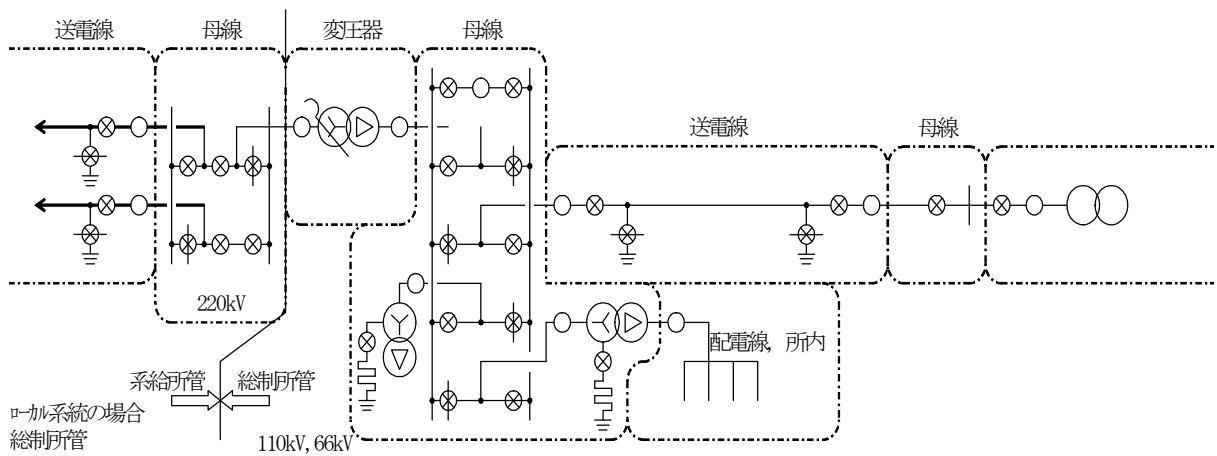 送電線
母線
変圧器
母線
送電線
母線
220kV
配電線, 所内
系給所管
総制所管
ローカル系統の場合
総制所管
110kV, 66kV